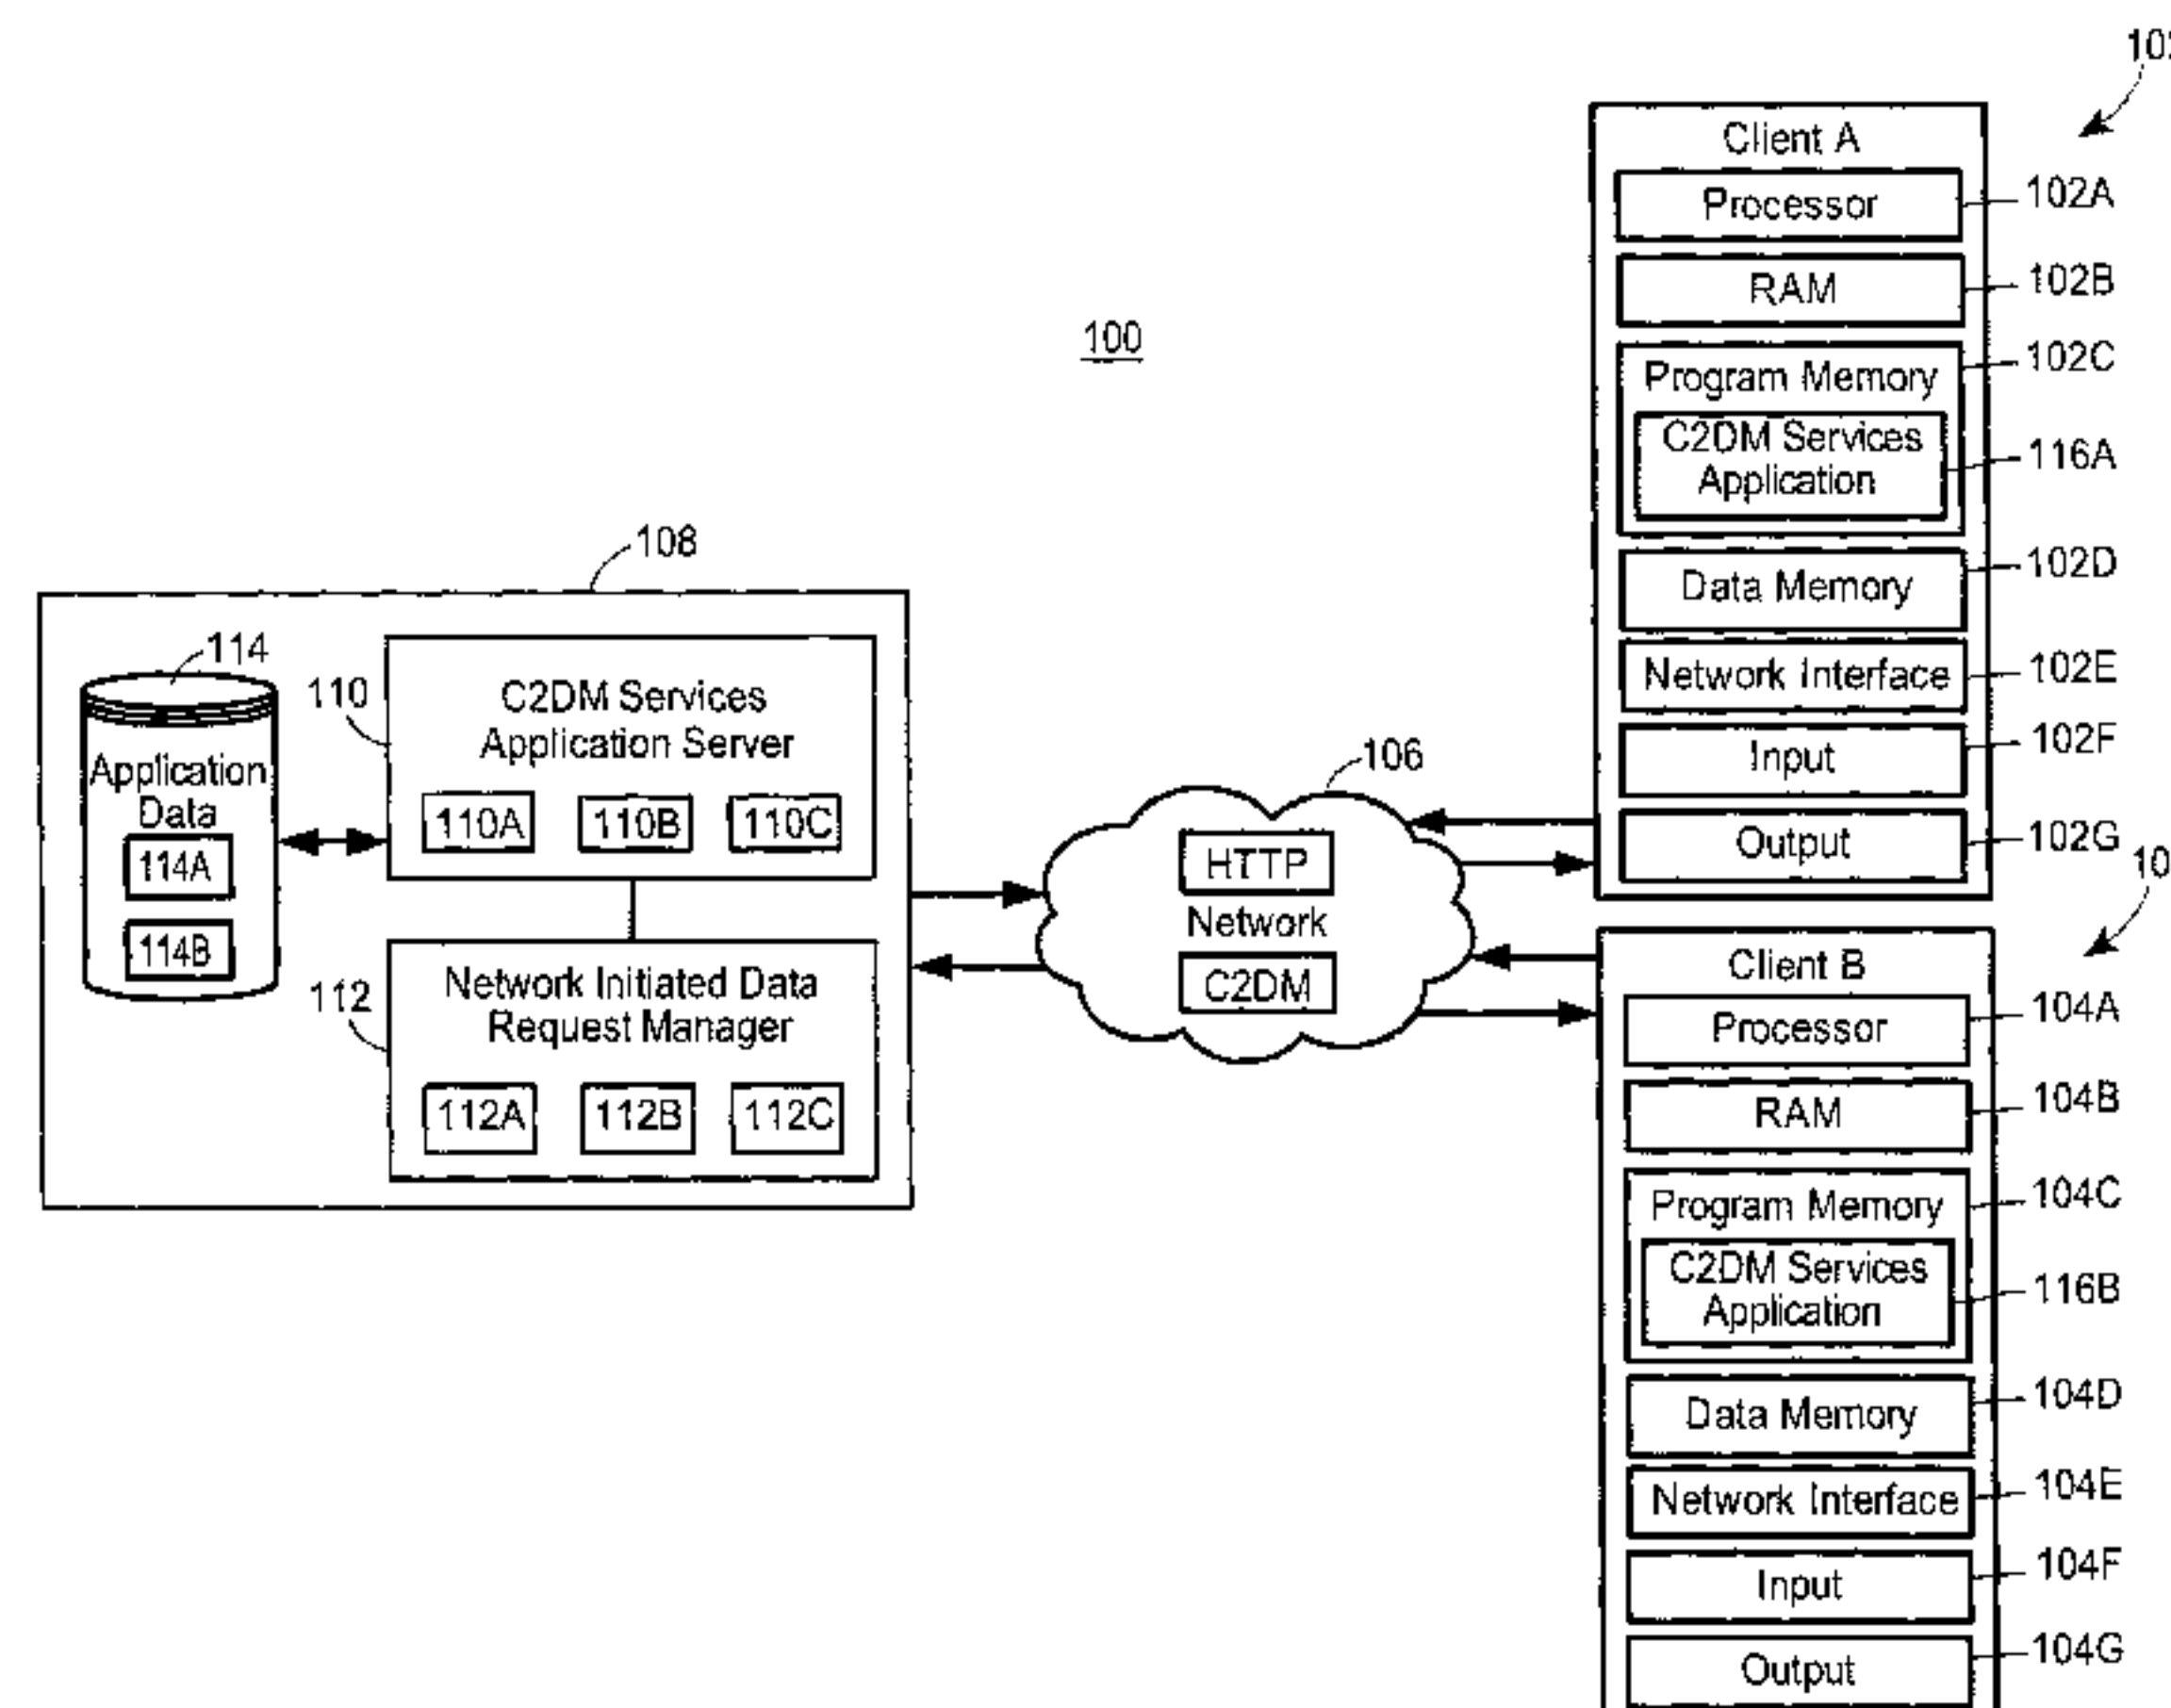 100
108
114
110
C2DM Services
Application Server
110A 110B 110C
Application
Data
114A
114B
112
Network Initiated Data
Request Manager
112A 112B 112C
106
HTTP
Network
C2DM
Client A
Processor 102A
RAM 102B
Program Memory 102C
C2DM Services
Application 116A
Data Memory 102D
Network Interface 102E
Input 102F
Output 102G
Client B
Processor 104A
RAM 104B
Program Memory 104C
C2DM Services
Application 116B
Data Memory 104D
Network Interface 104E
Input 104F
Output 104G